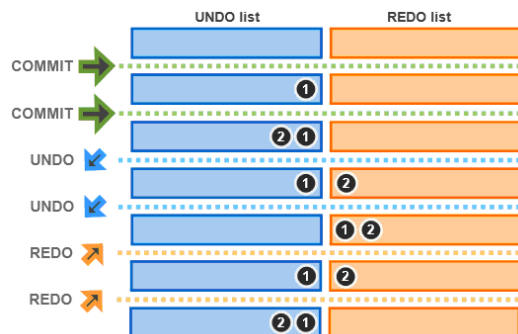 UNDO list REDO list
COMMIT
1
COMMIT
2 1
UNDO
1 2
UNDO
1 2
REDO
1 2
REDO
2 1